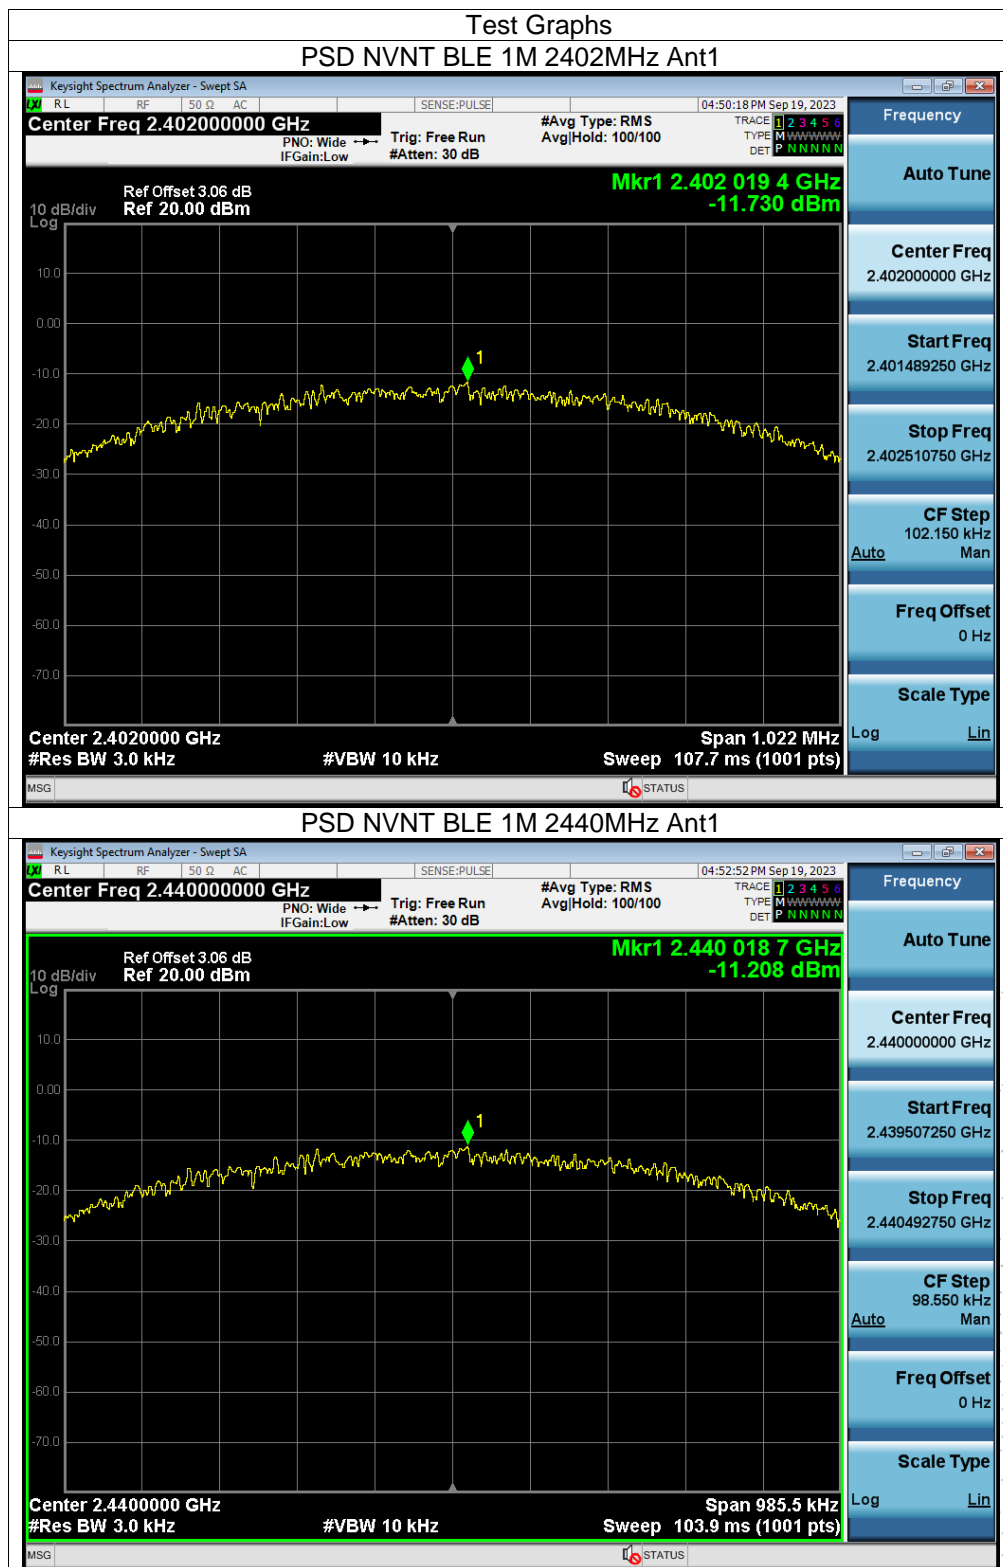 Test Graphs
PSD NVNT BLE 1M 2402MHz Ant1
Keysight Spectrum Analyzer - Swept SA
LXI RL RF 50 Ω AC SENSE:PULSE 04:50:18 PM Sep 19, 2023
Center Freq 2.402000000 GHz
PNO: Wide
IFGain:Low
Trig: Free Run
#Atten: 30 dB
#Avg Type: RMS
Avg|Hold: 100/100
TRACE 1 2 3 4 5 6
TYPE M W W W W W
DET P N N N N N
Frequency
Auto Tune
Center Freq
2.402000000 GHz
Start Freq
2.401489250 GHz
Stop Freq
2.402510750 GHz
CF Step
102.150 kHz
Auto Man
Freq Offset
0 Hz
Scale Type
Log Lin
Mkr1 2.402 019 4 GHz
-11.730 dBm
Ref Offset 3.06 dB
10 dB/div Ref 20.00 dBm
Log
10.0
0.00
1
-10.0
-20.0
-30.0
-40.0
-50.0
-60.0
-70.0
Center 2.4020000 GHz Span 1.022 MHz
#Res BW 3.0 kHz #VBW 10 kHz Sweep 107.7 ms (1001 pts)
MSG STATUS
PSD NVNT BLE 1M 2440MHz Ant1
Keysight Spectrum Analyzer - Swept SA
LXI RL RF 50 Ω AC SENSE:PULSE 04:52:52 PM Sep 19, 2023
Center Freq 2.440000000 GHz
PNO: Wide
IFGain:Low
Trig: Free Run
#Atten: 30 dB
#Avg Type: RMS
Avg|Hold: 100/100
TRACE 1 2 3 4 5 6
TYPE M W W W W W
DET P N N N N N
Frequency
Auto Tune
Center Freq
2.440000000 GHz
Start Freq
2.439507250 GHz
Stop Freq
2.440492750 GHz
CF Step
98.550 kHz
Auto Man
Freq Offset
0 Hz
Scale Type
Log Lin
Mkr1 2.440 018 7 GHz
-11.208 dBm
Ref Offset 3.06 dB
10 dB/div Ref 20.00 dBm
Log
10.0
0.00
1
-10.0
-20.0
-30.0
-40.0
-50.0
-60.0
-70.0
Center 2.4400000 GHz Span 985.5 kHz
#Res BW 3.0 kHz #VBW 10 kHz Sweep 103.9 ms (1001 pts)
MSG STATUS